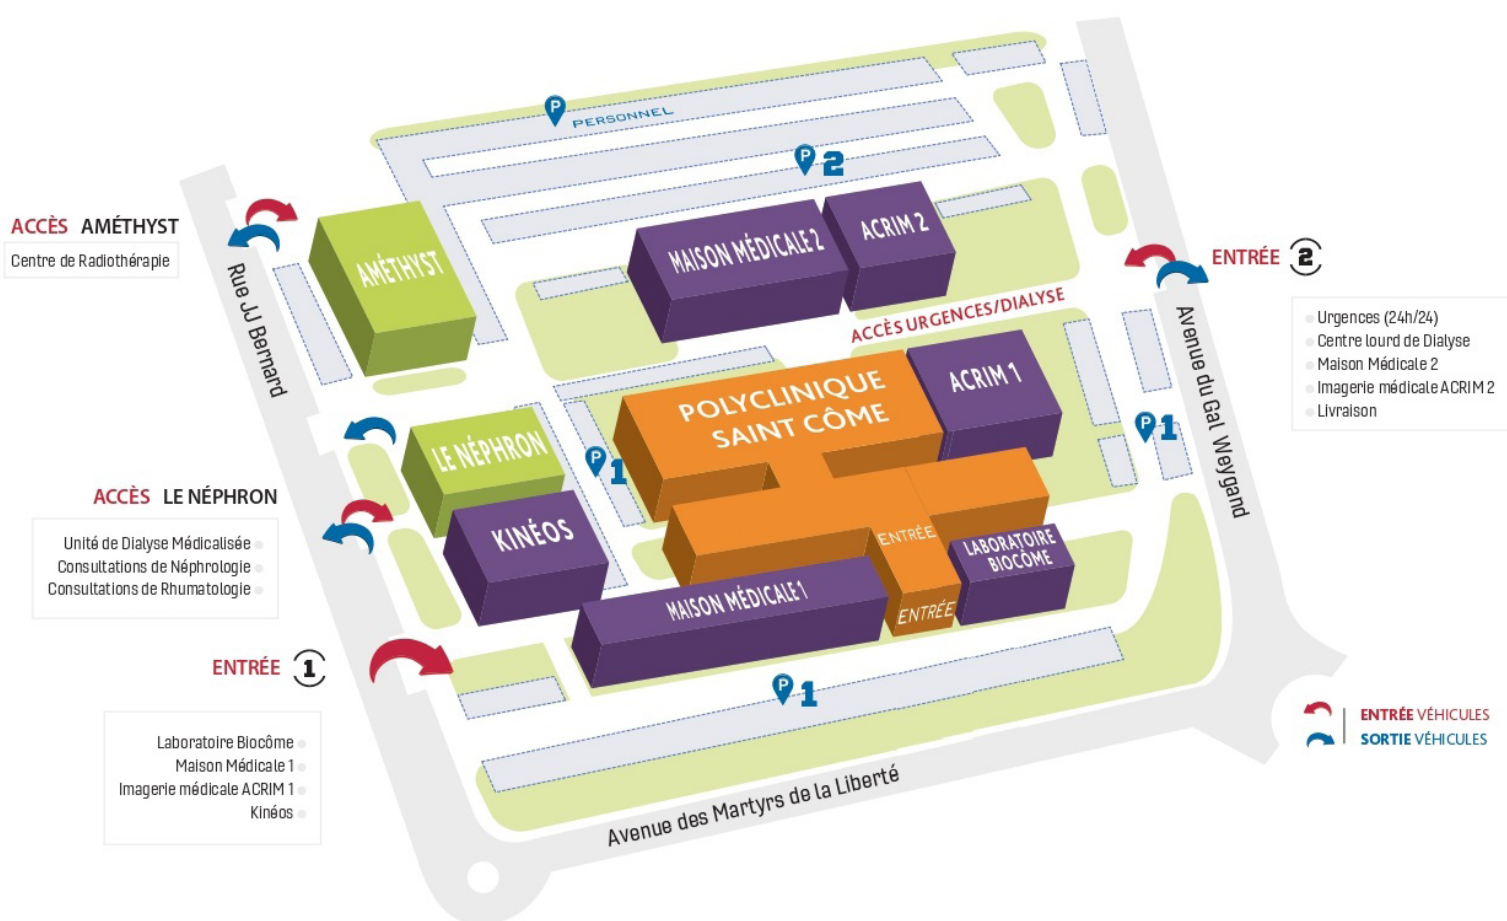 P PERSONNEL
P 2
ACCÈS AMÉTHYST
Centre de Radiothérapie
Rue JJ Bernard
AMÉTHYST
MAISON MÉDICALE 2
ACRIM 2
ENTRÉE 2
Urgences (24h/24)
Centre lourd de Dialyse
Maison Médicale 2
Imagerie médicale ACRIM 2
Livraison
ACCÈS URGENCES/DIALYSE
Avenue du Gal Weygand
POLYCLINIQUE
SAINT CÔME
ACRIM 1
P 1
LE NÉPHRON
P 1
ACCÈS LE NÉPHRON
Unité de Dialyse Médicalisée
Consultations de Néphrologie
Consultations de Rhumatologie
KINÉOS
ENTRÉE
LABORATOIRE
BIOCÔME
MAISON MÉDICALE 1
ENTRÉE
ENTRÉE 1
Laboratoire Biocôme
Maison Médicale 1
Imagerie médicale ACRIM 1
Kinéos
P 1
Avenue des Martyrs de la Liberté
ENTRÉE VÉHICULES
SORTIE VÉHICULES